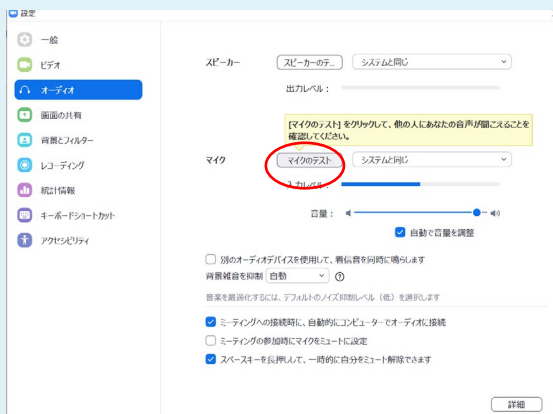 設定
一般
ビデオ
オーディオ
画面の共有
背景とフィルター
レコーディング
統計情報
キーボードショートカット
アクセシビリティ
スピーカー スピーカーのテ... システムと同じ
出力レベル：
[マイクのテスト] をクリックして、他の人にあなたの音声が聞こえることを
確認してください。
マイク マイクのテスト システムと同じ
入力レベル：
音量：
自動で音量を調整
別のオーディオデバイスを使用して、着信音を同時に鳴らします
背景雑音を抑制 自動
音楽を最適化するには、デフォルトのノイズ抑制レベル（低）を選択します
ミーティングへの接続時に、自動的にコンピューターでオーディオに接続
ミーティングの参加時にマイクをミュートに設定
スペースキーを長押しして、一時的に自分をミュート解除できます
詳細